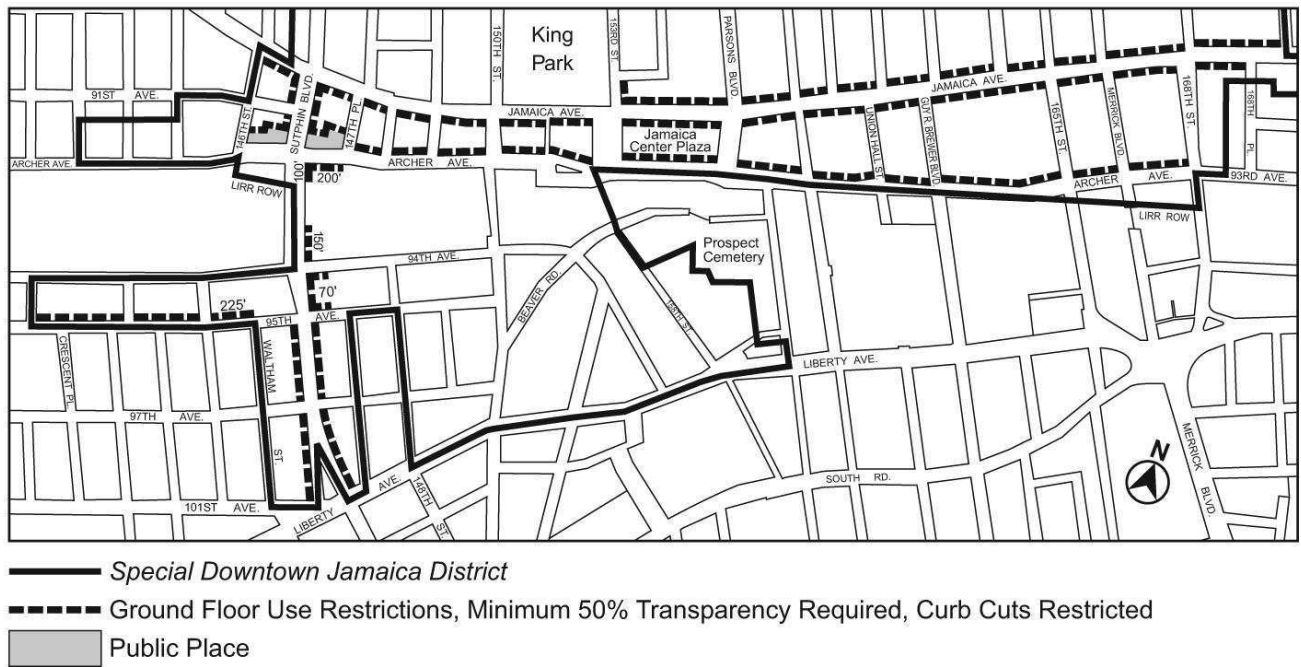 King
Park
150TH ST.
153RD ST.
PARSONS BLVD.
91ST AVE.
146TH ST.
SUTPHIN BLVD.
147TH PL.
JAMAICA AVE.
JAMAICA AVE.
Jamaica
Center Plaza
UNION HALL ST.
GUY R. BREWER BLVD.
165TH ST.
MERRICK BLVD.
168TH ST.
168TH PL.
ARCHER AVE.
LIRR ROW
100'
200'
ARCHER AVE.
ARCHER AVE.
93RD AVE.
LIRR ROW
150'
94TH AVE.
Prospect
Cemetery
BEAVER RD.
158TH ST.
70'
225'
95TH AVE.
CRESCENT PL.
WALTHAM ST.
LIBERTY AVE.
97TH AVE.
101ST AVE.
LIBERTY AVE.
148TH ST.
SOUTH RD.
MERRICK BLVD.
N
Special Downtown Jamaica District
Ground Floor Use Restrictions, Minimum 50% Transparency Required, Curb Cuts Restricted
Public Place